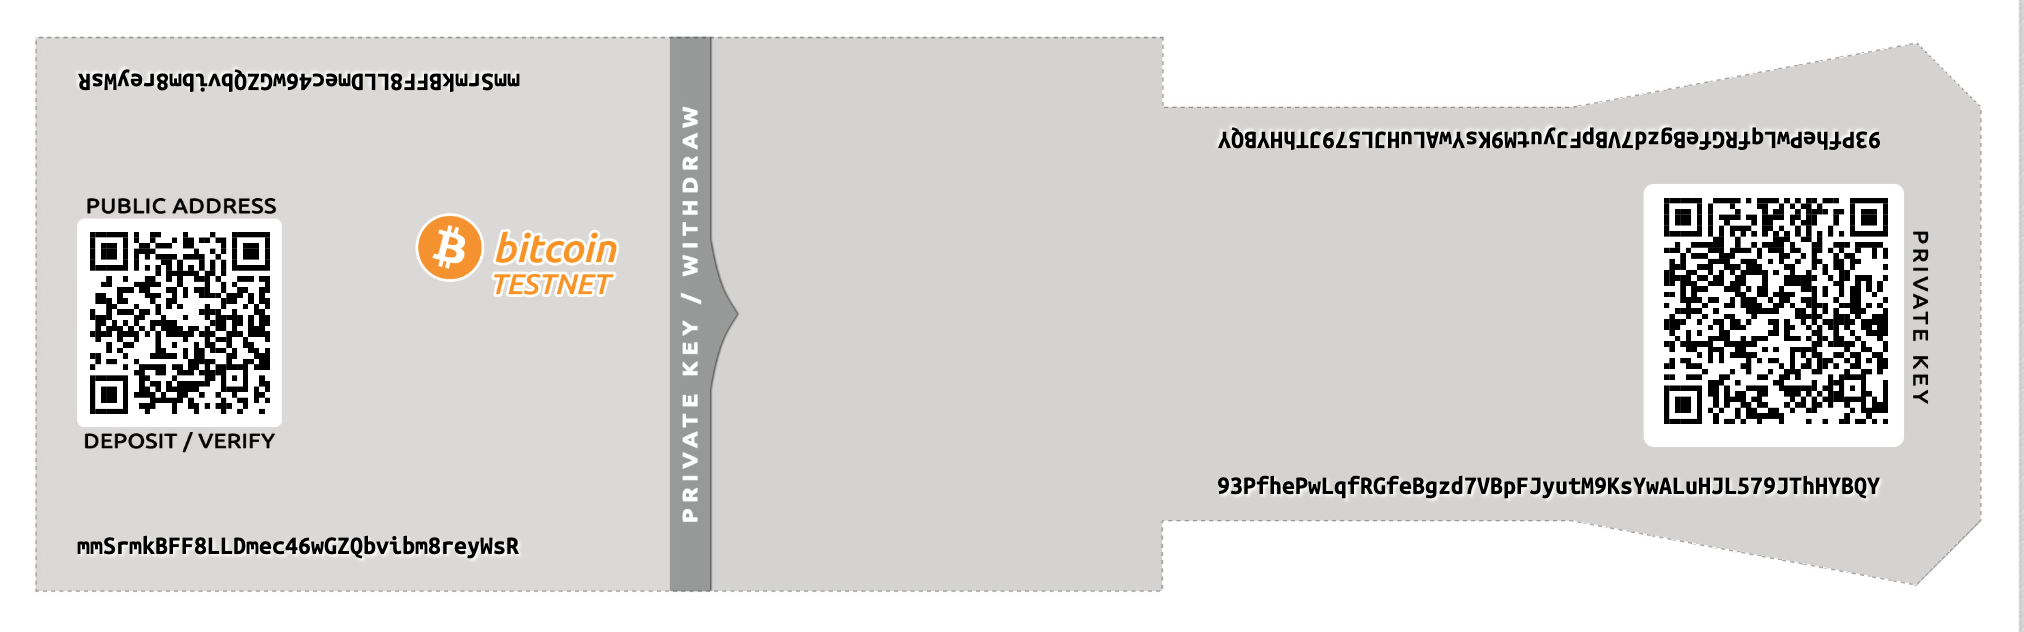 mmSrmkBFF8LLDmec46wGZQbvibm8reyWsR
PUBLIC ADDRESS
DEPOSIT / VERIFY
mmSrmkBFF8LLDmec46wGZQbvibm8reyWsR
bitcoin
TESTNET
PRIVATE KEY / WITHDRAW
93PfhePwLqfRGfeBgzd7VBpFJyutM9KsYwALuHJL579JThHYBQY
PRIVATE KEY
93PfhePwLqfRGfeBgzd7VBpFJyutM9KsYwALuHJL579JThHYBQY